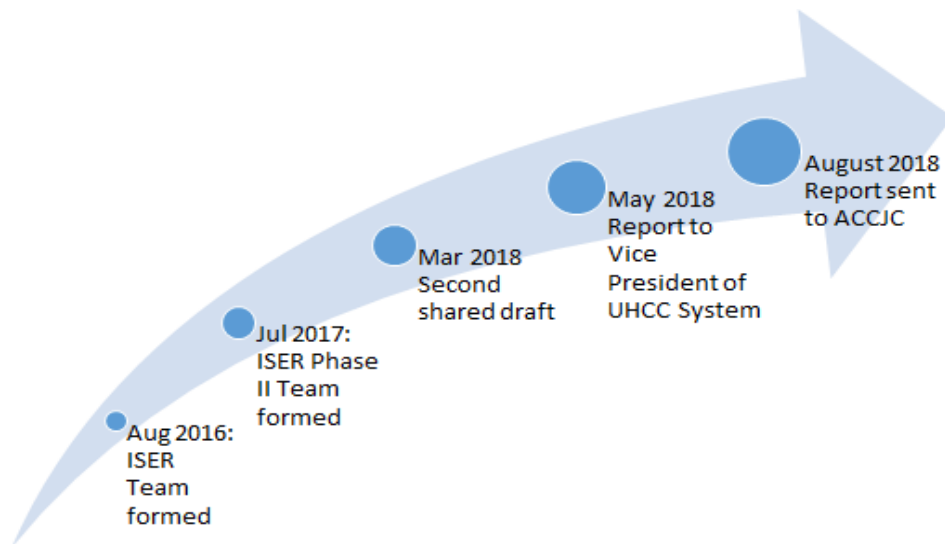 Aug 2016:
ISER
Team
formed
Jul 2017:
ISER Phase
II Team
formed
Mar 2018
Second
shared draft
May 2018
Report to
Vice
President of
UHCC System
August 2018
Report sent
to ACCJC